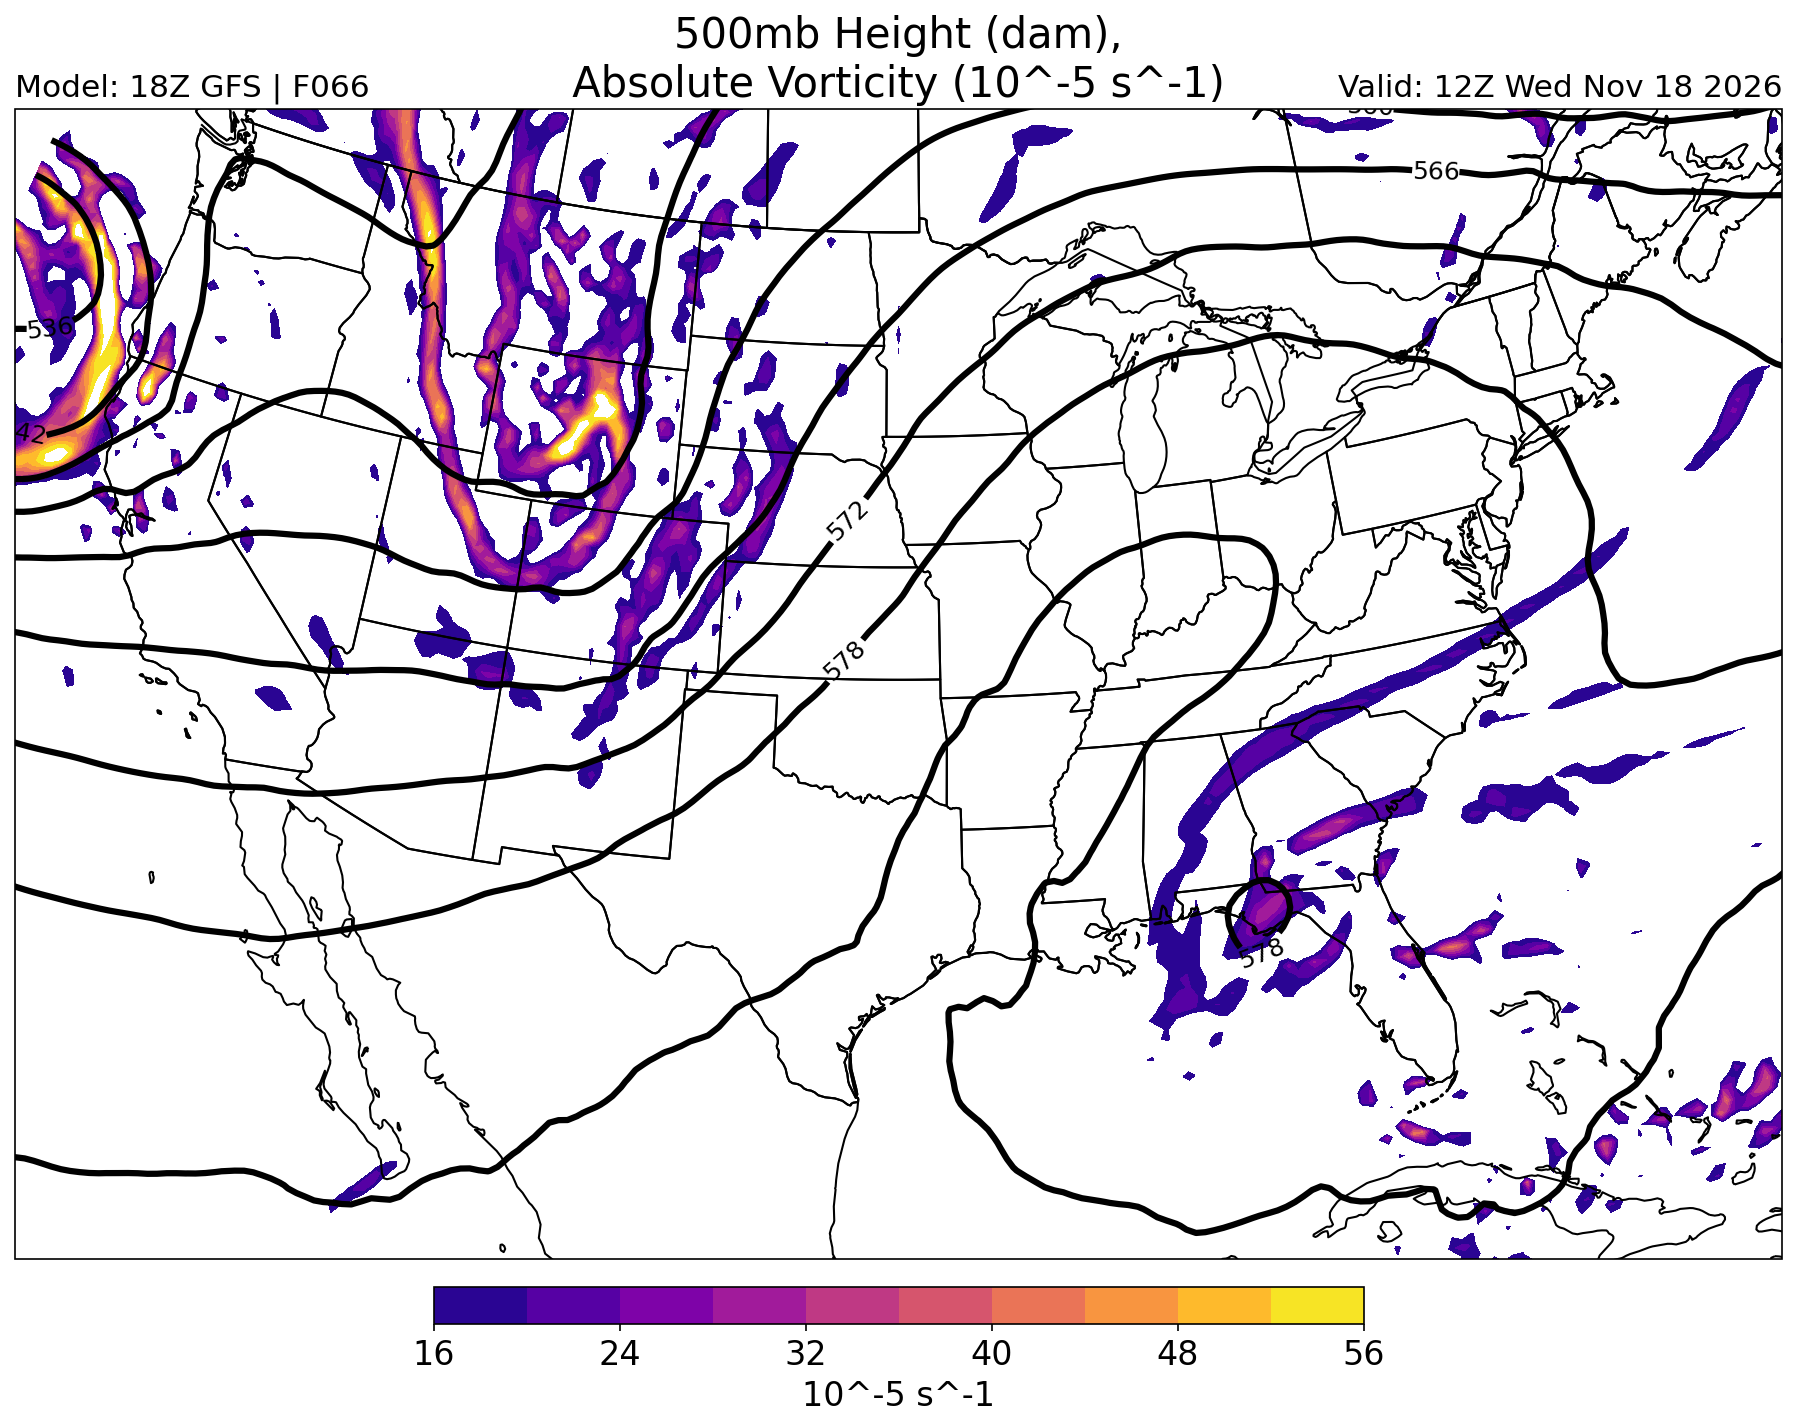 500mb Height (dam),
Model: 18Z GFS | F066
Absolute Vorticity (10^-5 s^-1)
Valid: 12Z Wed Nov 18 2026
566
536
42
572
578
578
16 24 32 40 48 56
10^-5 s^-1